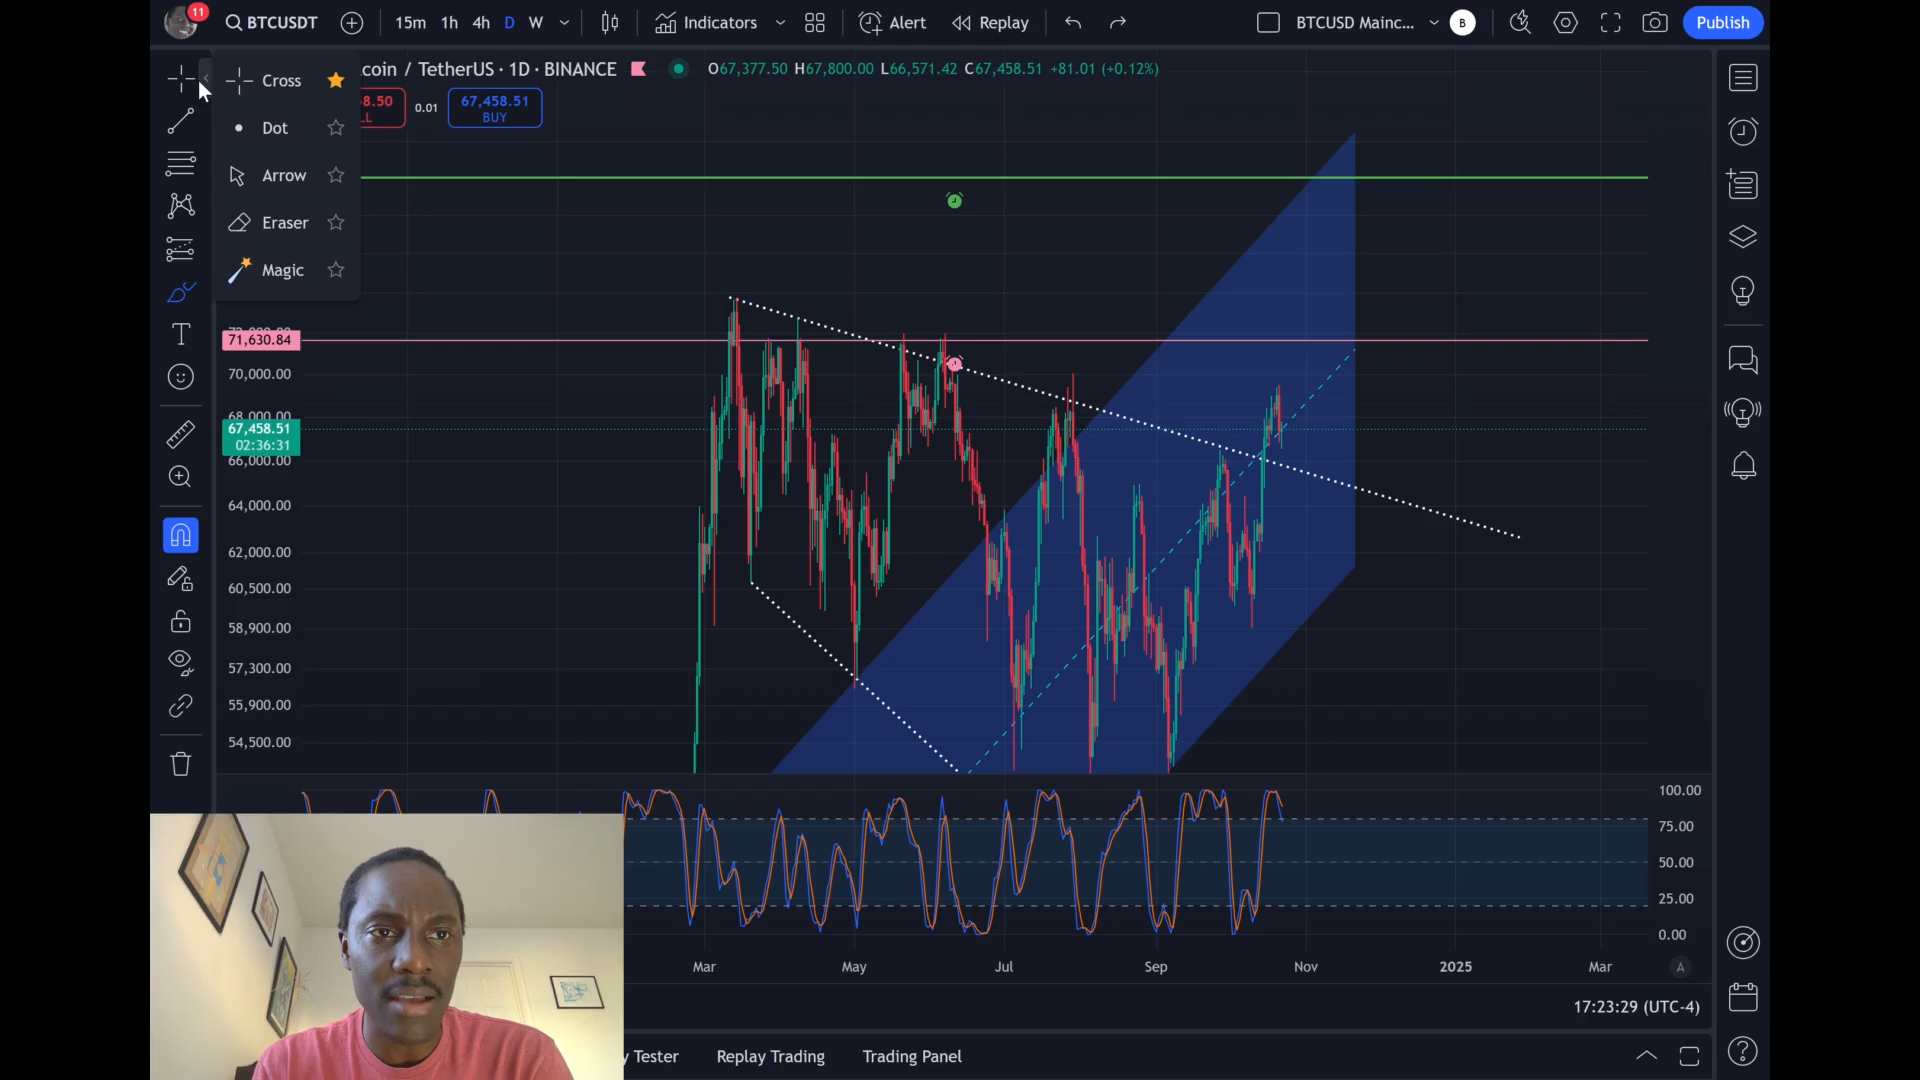 11
BTCUSDT
15m 1h 4h D W
Indicators
Alert
Replay
BTCUSD Mainc...
B
Publish
Cross
Dot
Arrow
Eraser
Magic
coin / TetherUS · 1D · BINANCE
O67,377.50 H67,800.00 L66,571.42 C67,458.51 +81.01 (+0.12%)
8.50
LL
0.01
67,458.51
BUY
71,630.84
70,000.00
68,000.00
67,458.51
02:36:31
66,000.00
64,000.00
62,000.00
60,500.00
58,900.00
57,300.00
55,900.00
54,500.00
100.00
75.00
50.00
25.00
0.00
Mar May Jul Sep Nov 2025 Mar
A
17:23:29 (UTC-4)
y Tester
Replay Trading
Trading Panel